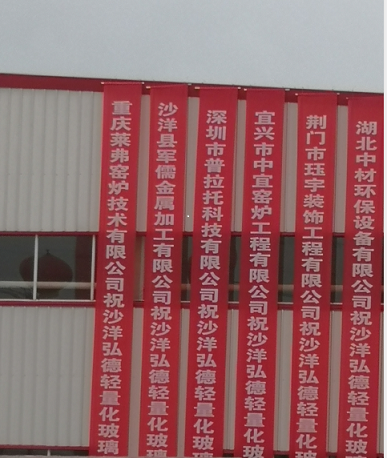 重庆莱弗窑炉技术有限公司祝沙洋弘德轻量化玻璃
沙洋县军儒金属加工有限公司祝沙洋弘德轻量化玻
深圳市普拉托科技有限公司祝沙洋弘德轻量化玻
宜兴市中宜窑炉工程有限公司祝沙洋弘德轻量化玻
荆门市珏宇装饰工程有限公司祝沙洋弘德轻量化
湖北中材环保设备有限公司祝沙洋弘德轻量化